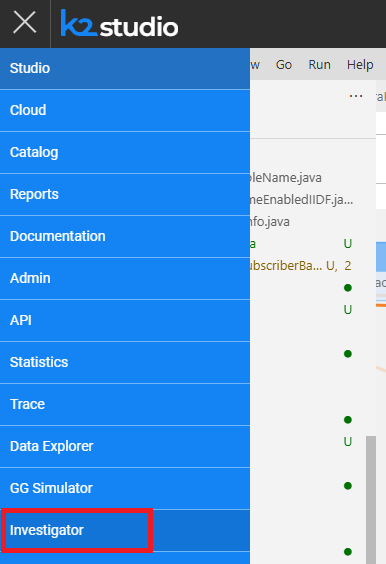 k2studio
Studio
w Go Run Help
Cloud
...
Catalog
Reports
bleName.java
meEnabledIIDF.ja...
Documentation
nfo.java
a U
Admin
ubscriberBa... U, 2
API
U
Statistics
Trace
Data Explorer
U
GG Simulator
Investigator